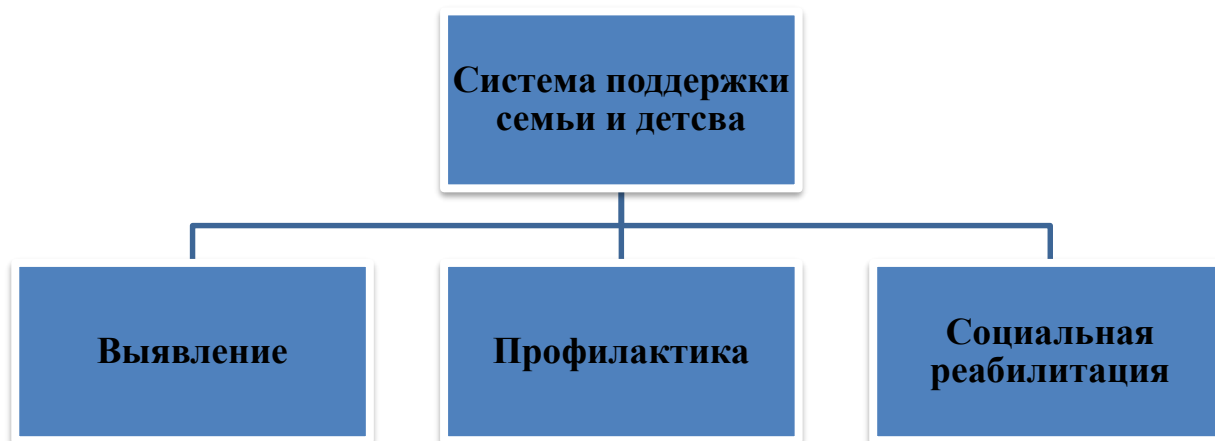 Система поддержки
семьи и детсва
Выявление
Профилактика
Социальная
реабилитация